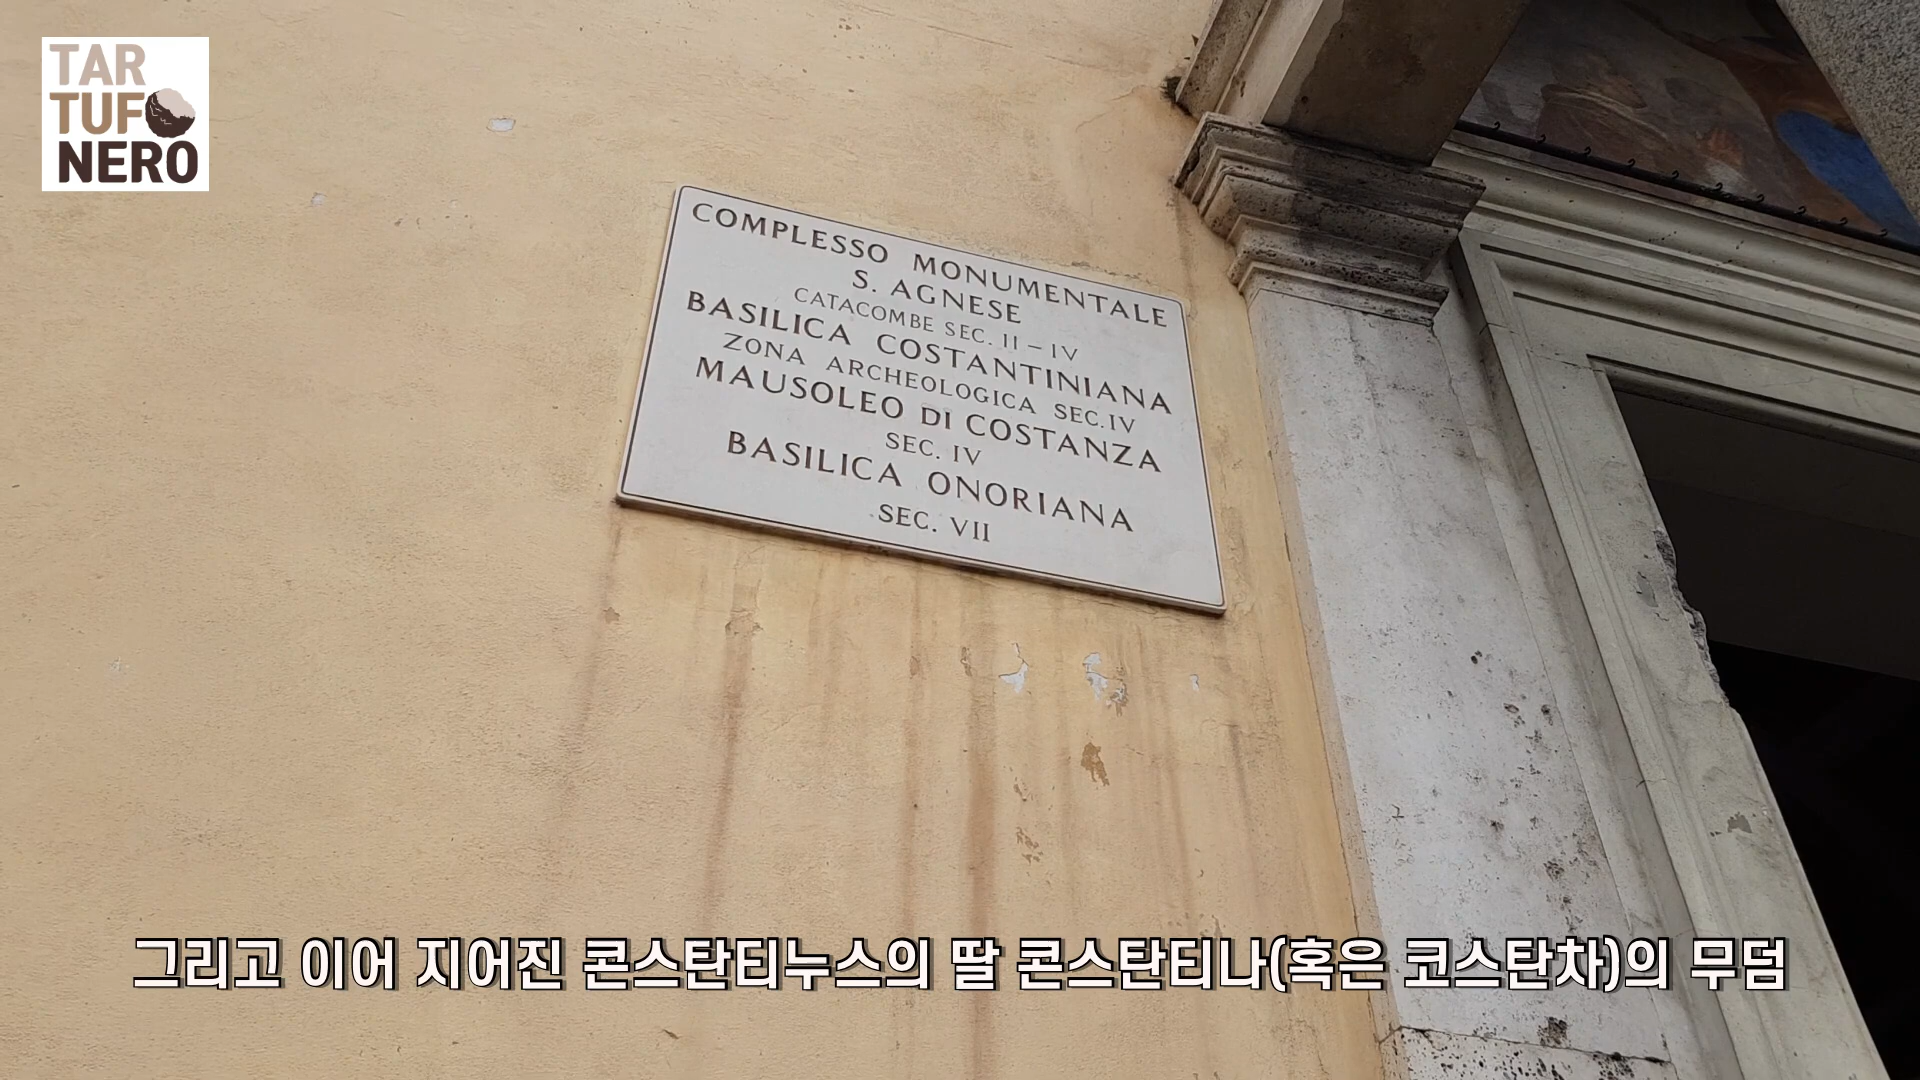 TAR
TUFO
NERO
COMPLESSO MONUMENTALE
S. AGNESE
CATACOMBE SEC. II – IV
BASILICA COSTANTINIANA
ZONA ARCHEOLOGICA SEC. IV
MAUSOLEO DI COSTANZA
SEC. IV
BASILICA ONORIANA
SEC. VII
그리고 이어 지어진 콘스탄티누스의 딸 콘스탄티나(혹은 코스탄차)의 무덤